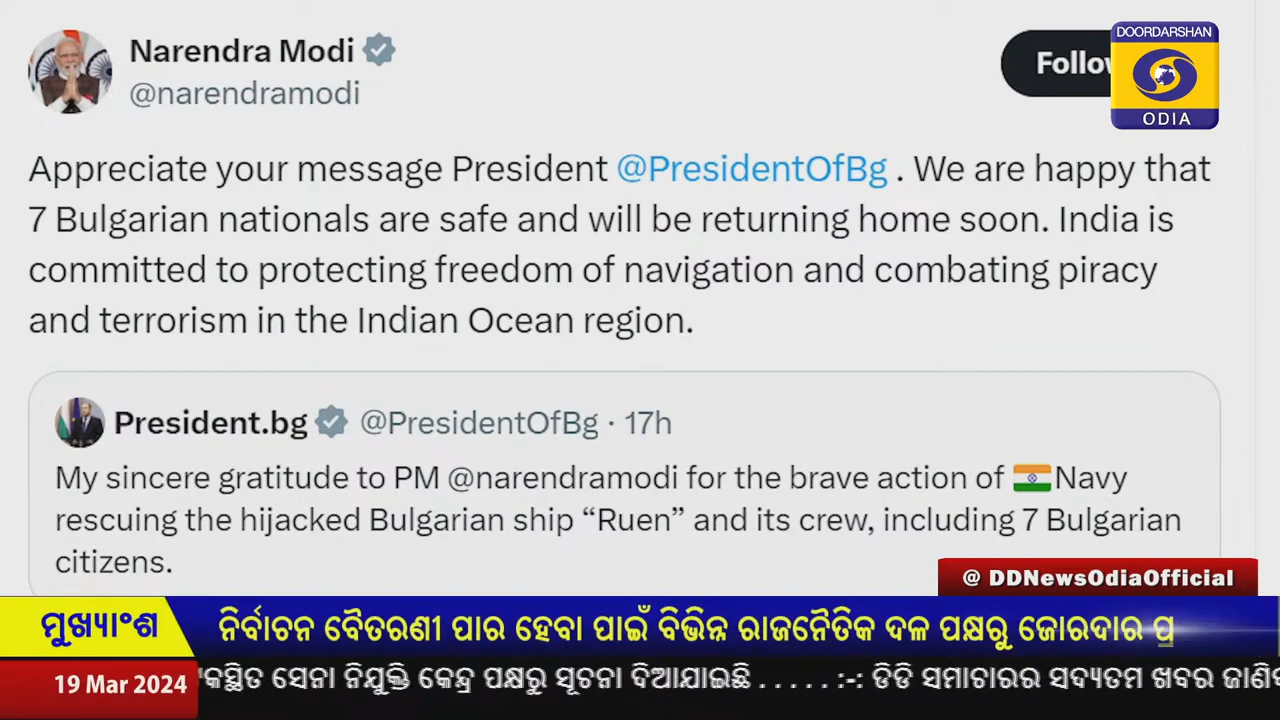 Narendra Modi
@narendramodi
Follo
DOORDARSHAN
ODIA
Appreciate your message President @PresidentOfBg . We are happy that
7 Bulgarian nationals are safe and will be returning home soon. India is
committed to protecting freedom of navigation and combating piracy
and terrorism in the Indian Ocean region.
President.bg @PresidentOfBg · 17h
My sincere gratitude to PM @narendramodi for the brave action of 🇮🇳Navy
rescuing the hijacked Bulgarian ship “Ruen” and its crew, including 7 Bulgarian
citizens.
@ DDNewsOdiaOfficial
ମୁଖ୍ୟାଂଶ
ନିର୍ବାଚନ ବୈତରଣୀ ପାର ହେବା ପାଇଁ ବିଭିନ୍ନ ରାଜନୈତିକ ଦଳ ପକ୍ଷରୁ ଜୋରଦାର ପ୍ର
19 Mar 2024
କସ୍ଥିତ ସେନା ନିଯୁକ୍ତି କେନ୍ଦ୍ର ପକ୍ଷରୁ ସୂଚନା ଦିଆଯାଇଛି . . . . . :-: ଡିଡି ସମାଚାରର ସଦ୍ୟତମ ଖବର